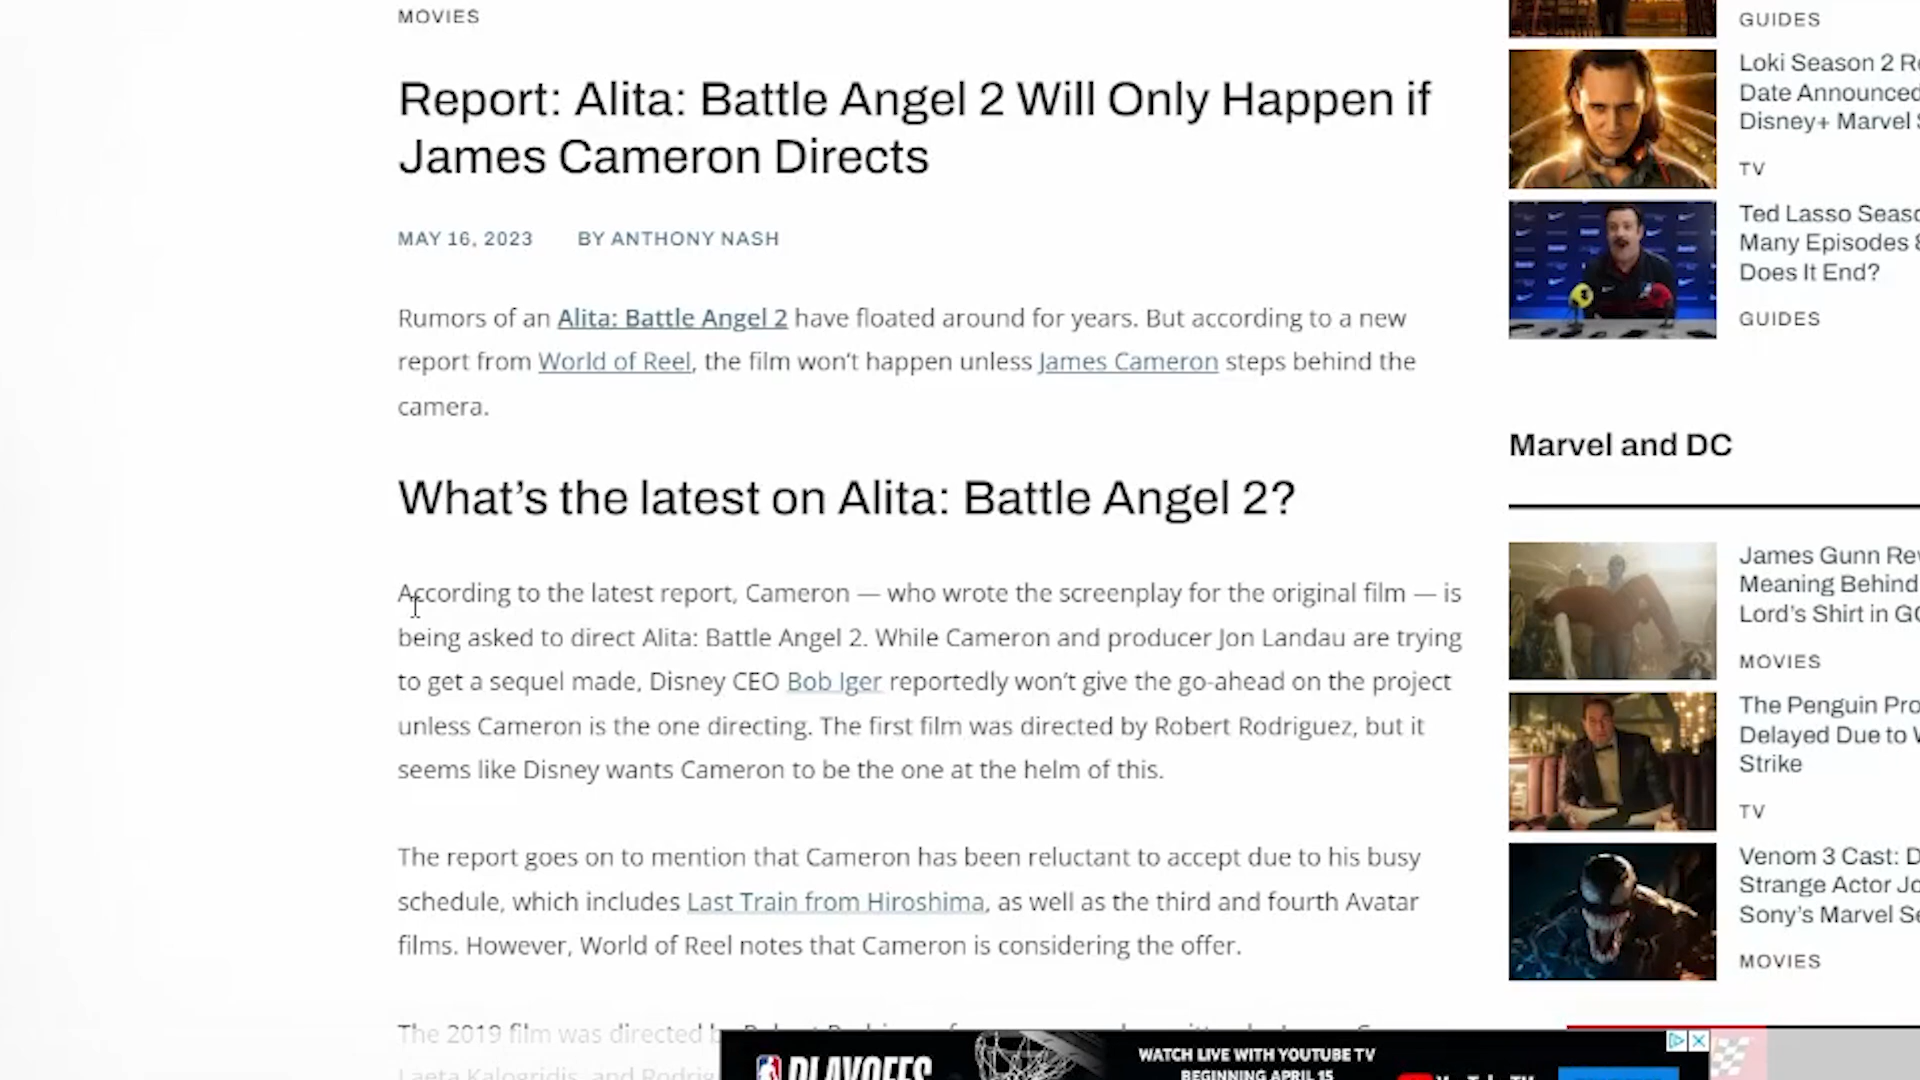 MOVIES
Report: Alita: Battle Angel 2 Will Only Happen if
James Cameron Directs
MAY 16, 2023 BY ANTHONY NASH
Rumors of an Alita: Battle Angel 2 have floated around for years. But according to a new
report from World of Reel, the film won’t happen unless James Cameron steps behind the
camera.
What’s the latest on Alita: Battle Angel 2?
According to the latest report, Cameron — who wrote the screenplay for the original film — is
being asked to direct Alita: Battle Angel 2. While Cameron and producer Jon Landau are trying
to get a sequel made, Disney CEO Bob Iger reportedly won’t give the go-ahead on the project
unless Cameron is the one directing. The first film was directed by Robert Rodriguez, but it
seems like Disney wants Cameron to be the one at the helm of this.
The report goes on to mention that Cameron has been reluctant to accept due to his busy
schedule, which includes Last Train from Hiroshima, as well as the third and fourth Avatar
films. However, World of Reel notes that Cameron is considering the offer.
The 2019 film was directed
Laeta Kalogridis, and
GUIDES
Loki Season 2
Date Announced
Disney+ Marvel
TV
Ted Lasso
Many Episodes
Does It End?
GUIDES
Marvel and DC
James Gunn
Meaning Behind
Lord’s Shirt in
MOVIES
The Penguin
Delayed Due to
Strike
TV
Venom 3 Cast:
Strange Actor
Sony’s Marvel
MOVIES
NBA PLAYOFFS
WATCH LIVE WITH YOUTUBE TV
BEGINNING APRIL 15
YouTube TV